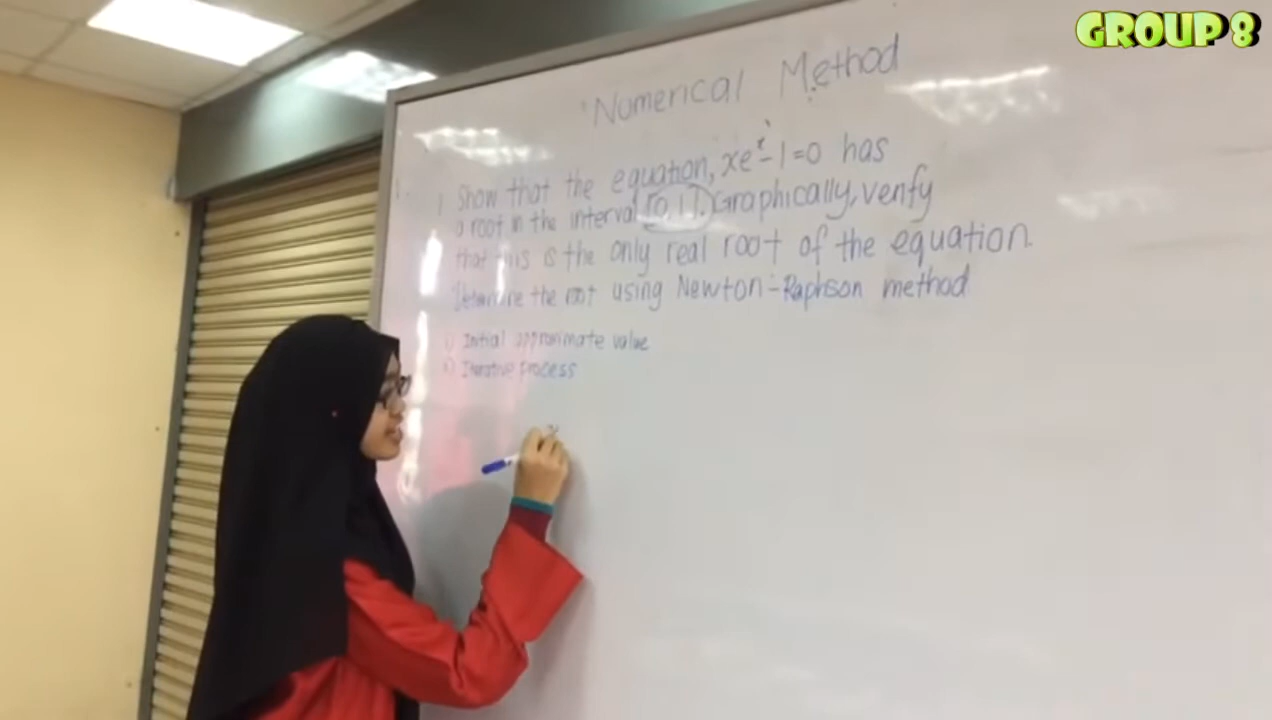 GROUP 8
Numerical Method
1 Show that the equation, xeˣ-1=0 has
a root in the interval [0,1]. Graphically, verify
that this is the only real root of the equation.
Determine the root using Newton-Raphson method
i) Initial approximate value
ii) Iterative process